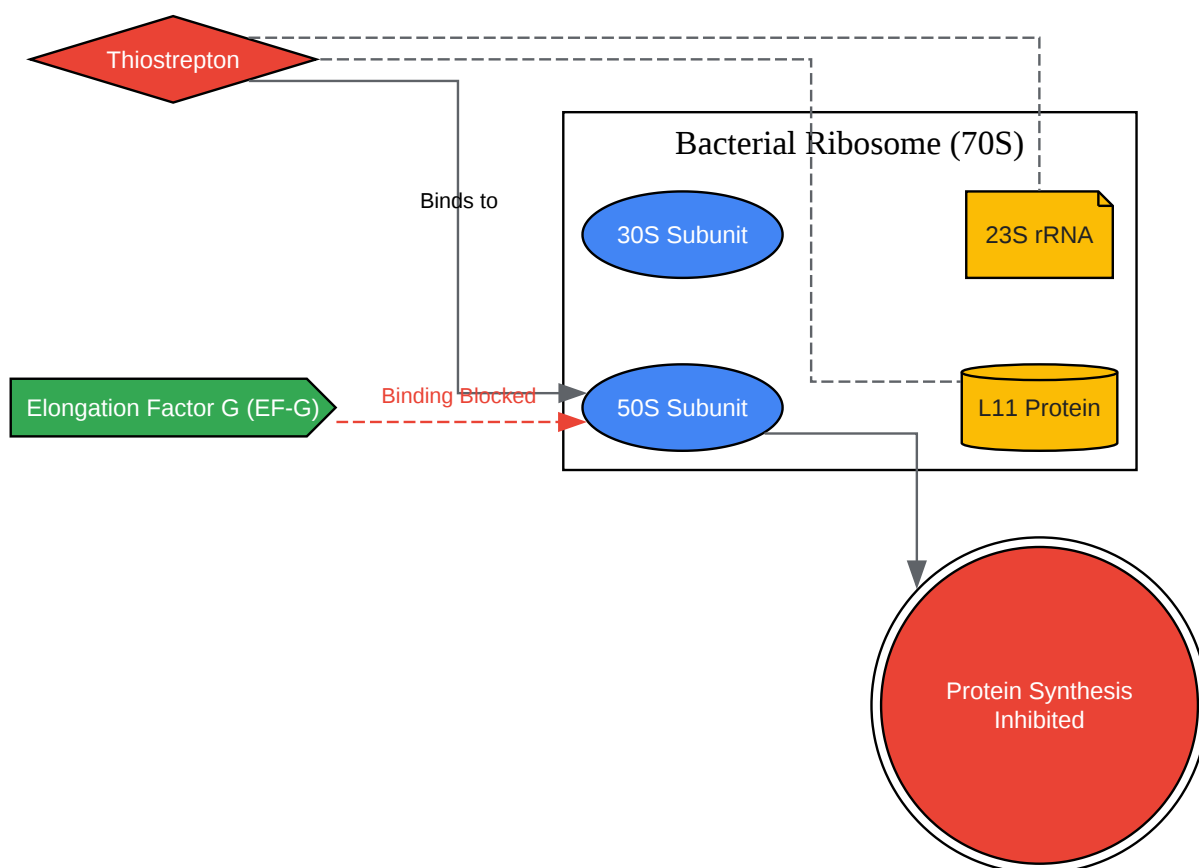 Thiostrepton
Bacterial Ribosome (70S)
Binds to
30S Subunit
23S rRNA
Binding Blocked
Elongation Factor G (EF-G)
50S Subunit
L11 Protein
Protein Synthesis
Inhibited